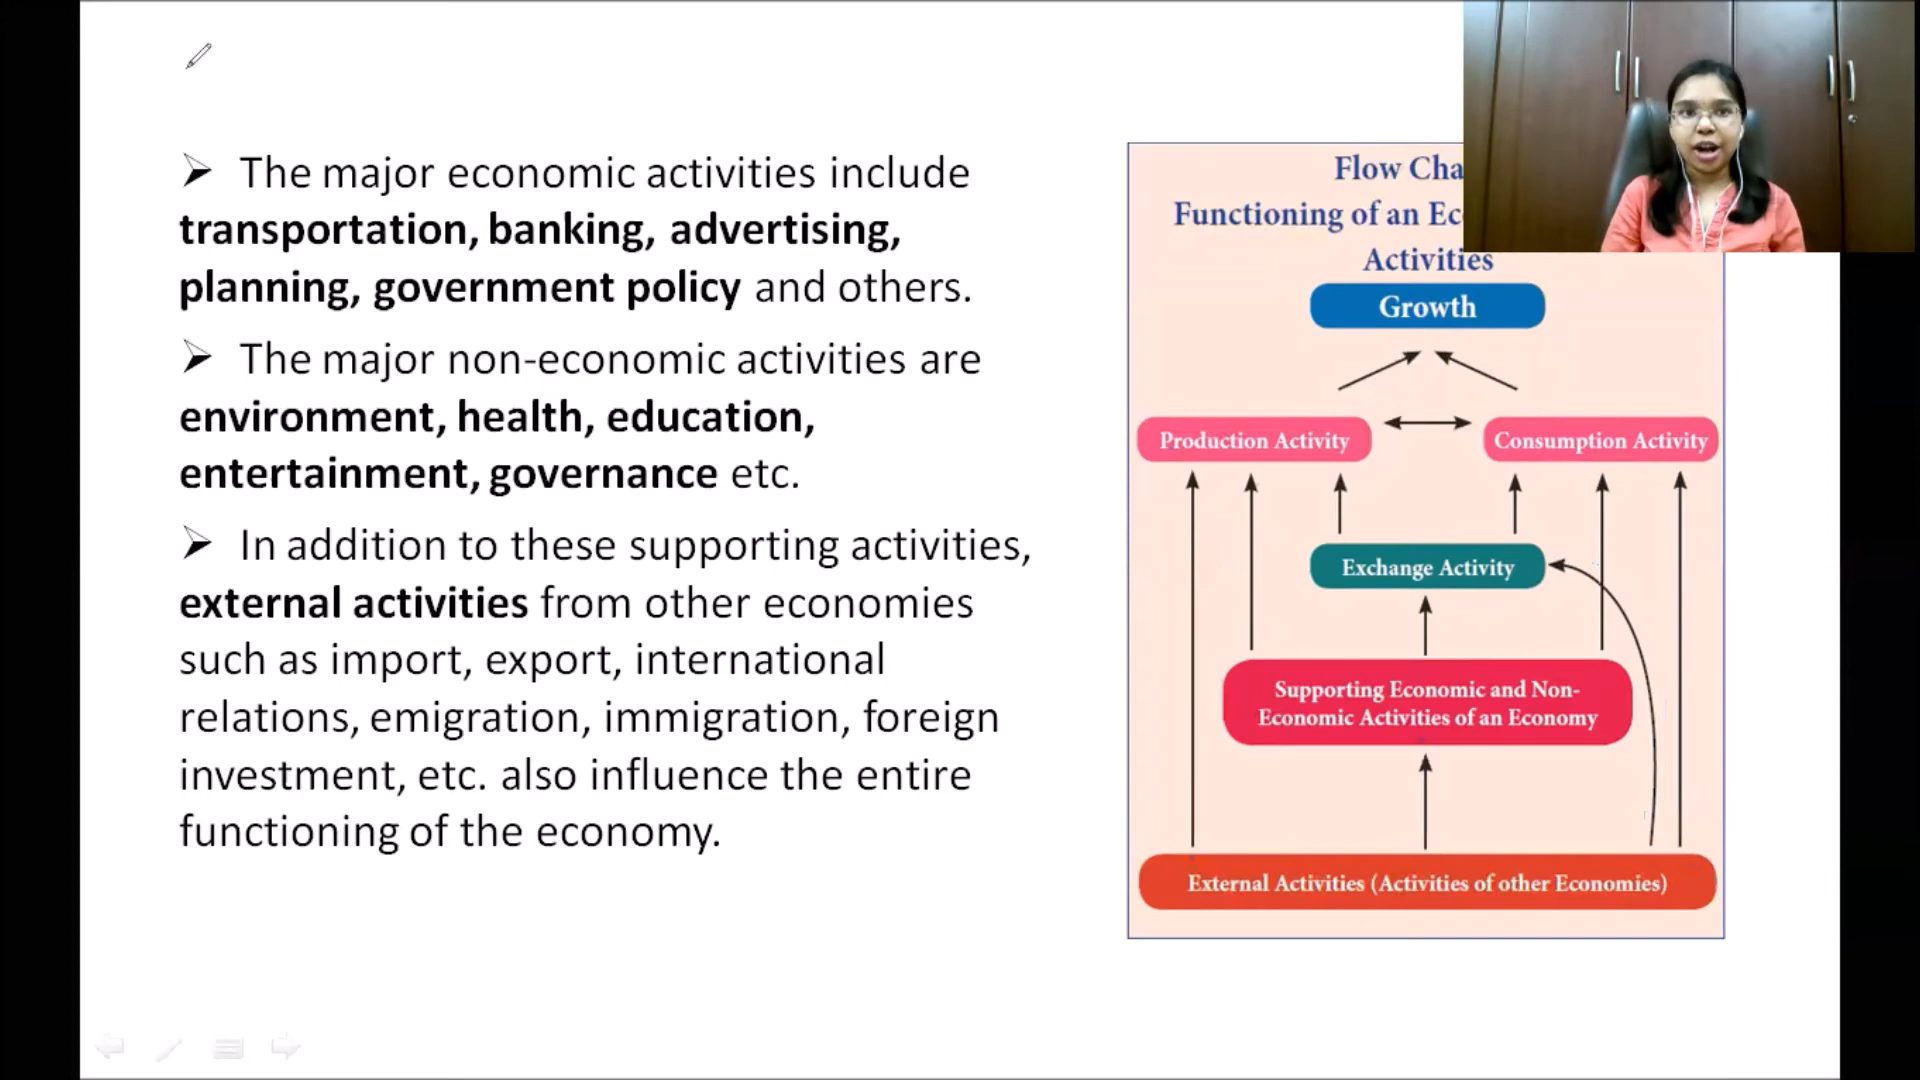 ➢ The major economic activities include
transportation, banking, advertising,
planning, government policy and others.
➢ The major non-economic activities are
environment, health, education,
entertainment, governance etc.
➢ In addition to these supporting activities,
external activities from other economies
such as import, export, international
relations, emigration, immigration, foreign
investment, etc. also influence the entire
functioning of the economy.
Flow
Functioning of an
Activities
Growth
Production Activity
Consumption Activity
Exchange Activity
Supporting Economic and Non-
Economic Activities of an Economy
External Activities (Activities of other Economies)